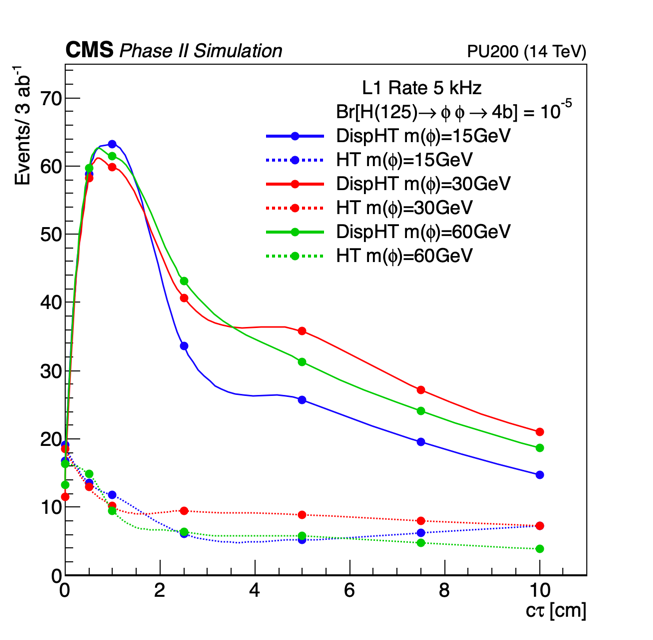 CMS Phase II Simulation PU200 (14 TeV)
Events/ 3 ab⁻¹
L1 Rate 5 kHz
Br[H(125)→ ϕ ϕ → 4b] = 10⁻⁵
DispHT m(ϕ)=15GeV
HT m(ϕ)=15GeV
DispHT m(ϕ)=30GeV
HT m(ϕ)=30GeV
DispHT m(ϕ)=60GeV
HT m(ϕ)=60GeV
70
60
50
40
30
20
10
0
0 2 4 6 8 10
cτ [cm]